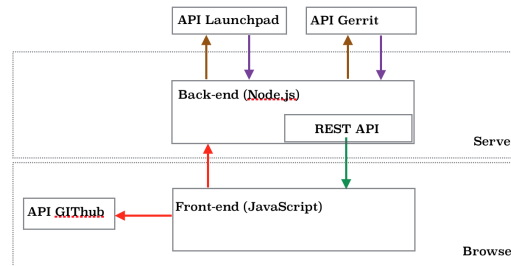 API Launchpad
API Gerrit
Back-end (Node.js)
REST API
Serve
Front-end (JavaScript)
API GIThub
Browse